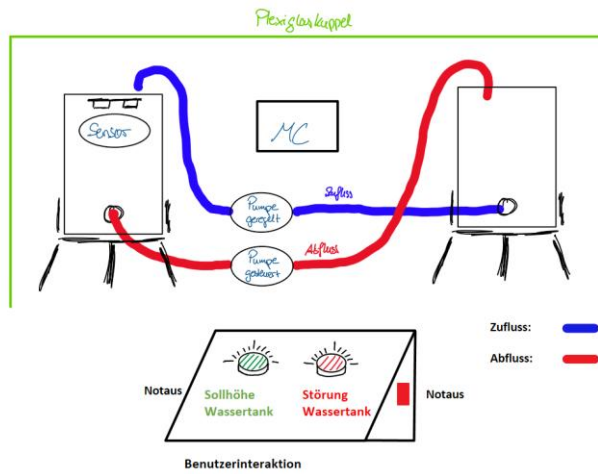 Plexiglaskuppel
Sensor
MC
Pumpe
geregelt
Zufluss
Pumpe
gesteuert
Abfluss
Zufluss:
Abfluss:
Notaus
Sollhöhe
Wassertank
Störung
Wassertank
Notaus
Benutzerinteraktion